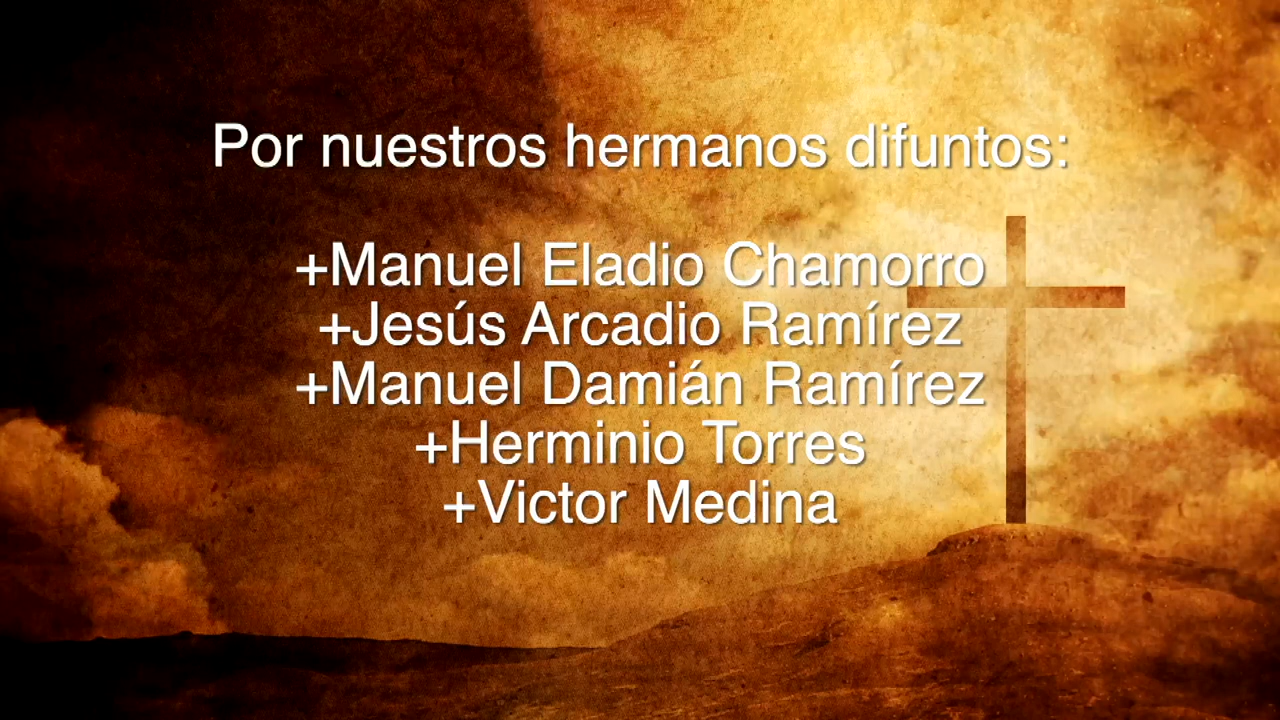 Por nuestros hermanos difuntos:
+Manuel Eladio Chamorro
+Jesús Arcadio Ramírez
+Manuel Damián Ramírez
+Herminio Torres
+Victor Medina